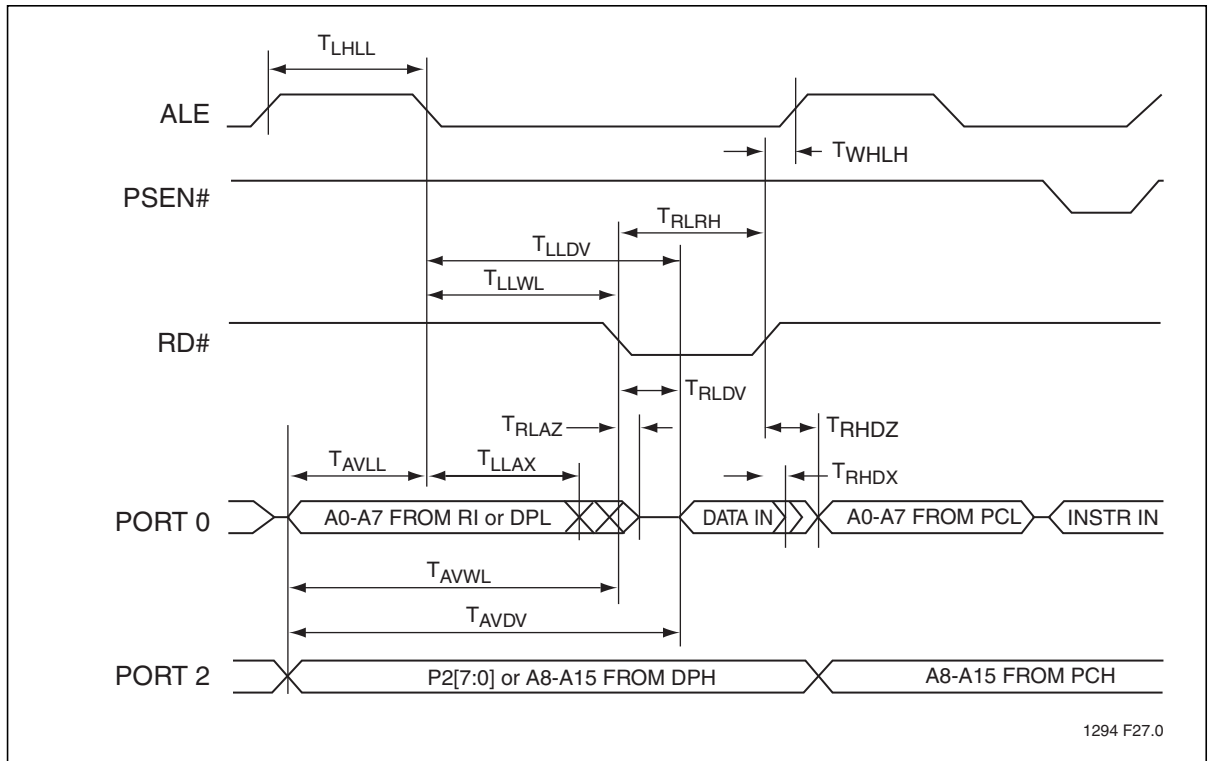 TLHLL
ALE
TWHLH
PSEN#
TRLRH
TLLDV
TLLWL
RD#
TRLDV
TRLAZ
TRHDZ
TAVLL
TLLAX
TRHDX
PORT 0
A0-A7 FROM RI or DPL
DATA IN
A0-A7 FROM PCL
INSTR IN
TAVWL
TAVDV
PORT 2
P2[7:0] or A8-A15 FROM DPH
A8-A15 FROM PCH
1294 F27.0